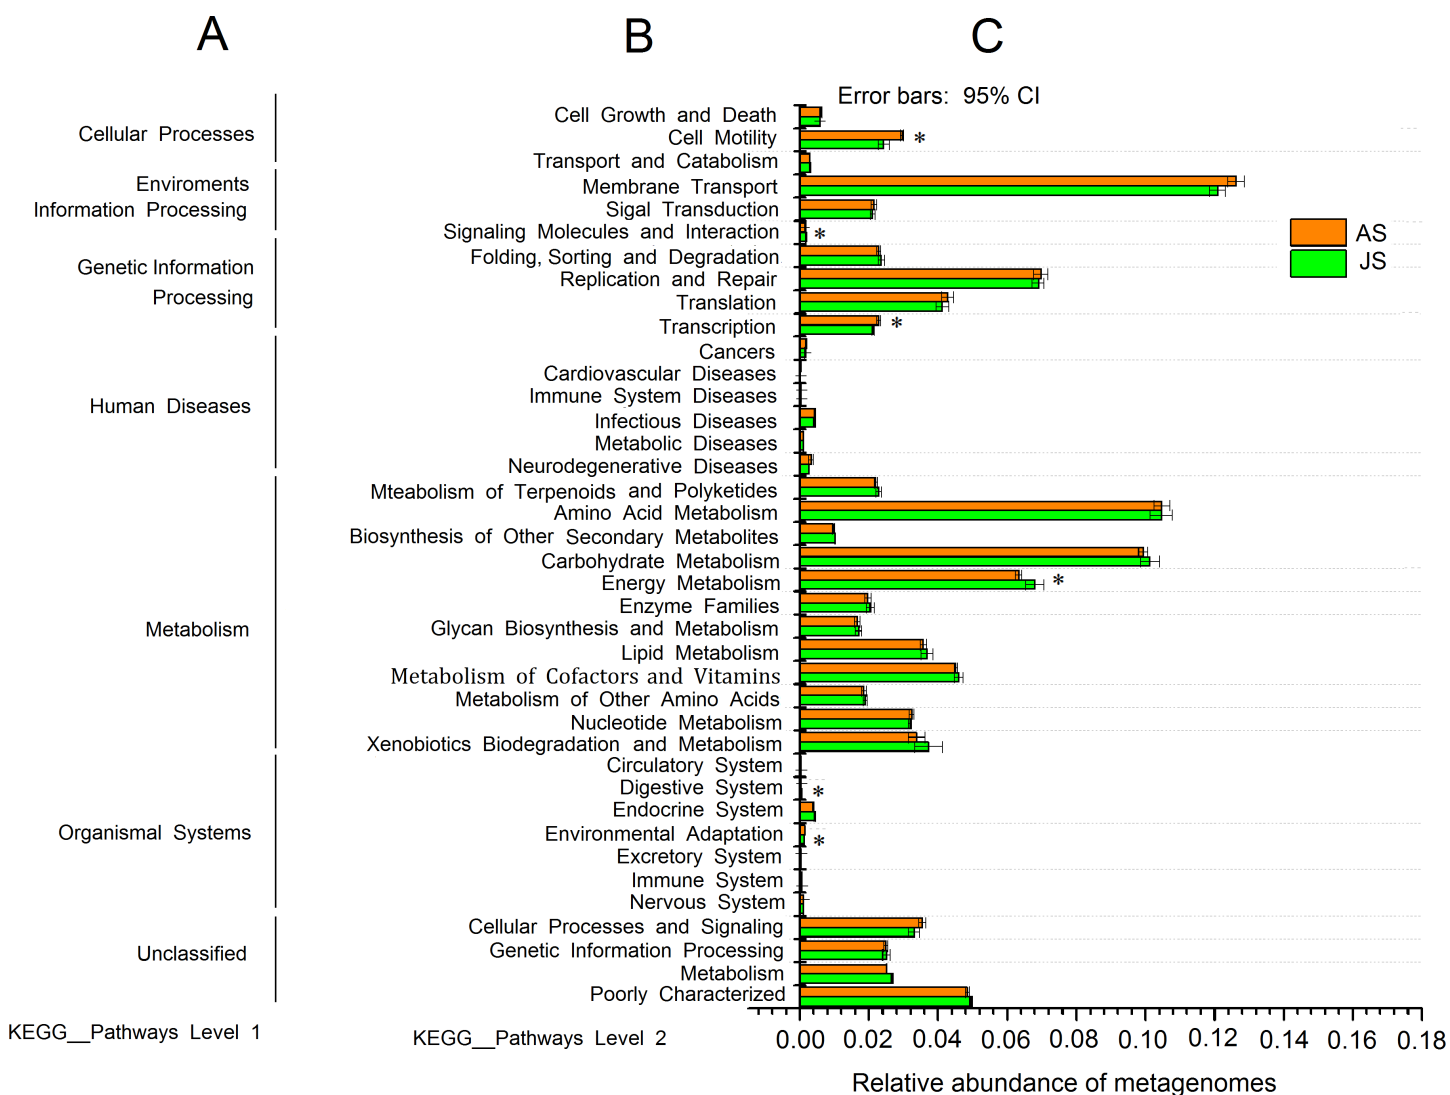 A
B
C
Error bars: 95% CI
Cellular Processes
Enviroments
Information Processing
Genetic Information
Processing
Human Diseases
Metabolism
Organismal Systems
Unclassified
KEGG__Pathways Level 1
Cell Growth and Death
Cell Motility
Transport and Catabolism
Membrane Transport
Sigal Transduction
Signaling Molecules and Interaction
Folding, Sorting and Degradation
Replication and Repair
Translation
Transcription
Cancers
Cardiovascular Diseases
Immune System Diseases
Infectious Diseases
Metabolic Diseases
Neurodegenerative Diseases
Mteabolism of Terpenoids and Polyketides
Amino Acid Metabolism
Biosynthesis of Other Secondary Metabolites
Carbohydrate Metabolism
Energy Metabolism
Enzyme Families
Glycan Biosynthesis and Metabolism
Lipid Metabolism
Metabolism of Cofactors and Vitamins
Metabolism of Other Amino Acids
Nucleotide Metabolism
Xenobiotics Biodegradation and Metabolism
Circulatory System
Digestive System
Endocrine System
Environmental Adaptation
Excretory System
Immune System
Nervous System
Cellular Processes and Signaling
Genetic Information Processing
Metabolism
Poorly Characterized
KEGG__Pathways Level 2
*
*
*
*
*
*
AS
JS
0.00 0.02 0.04 0.06 0.08 0.10 0.12 0.14 0.16 0.18
Relative abundance of metagenomes